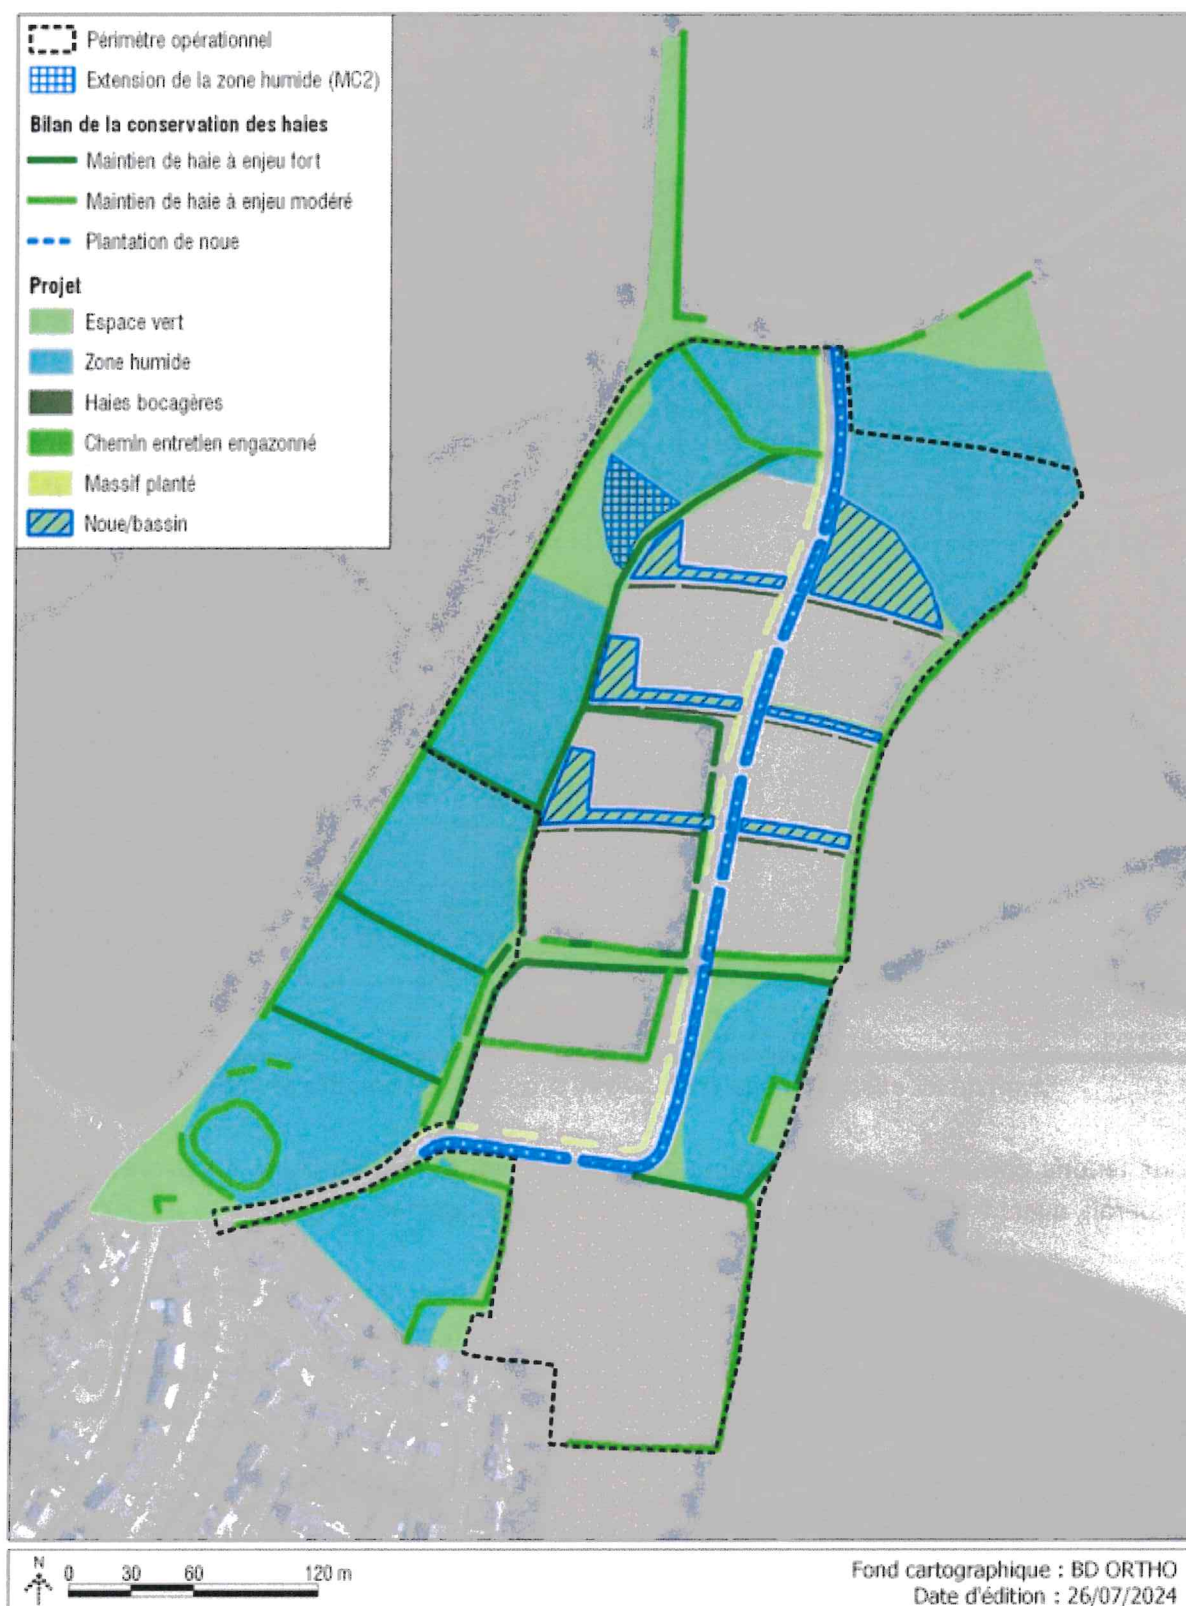 Périmètre opérationnel
Extension de la zone humide (MC2)
Bilan de la conservation des haies
Maintien de haie à enjeu fort
Maintien de haie à enjeu modéré
Plantation de noue
Projet
Espace vert
Zone humide
Haies bocagères
Chemin entretien engazonné
Massif planté
Noue/bassin
N
0 30 60 120 m
Fond cartographique : BD ORTHO
Date d'édition : 26/07/2024